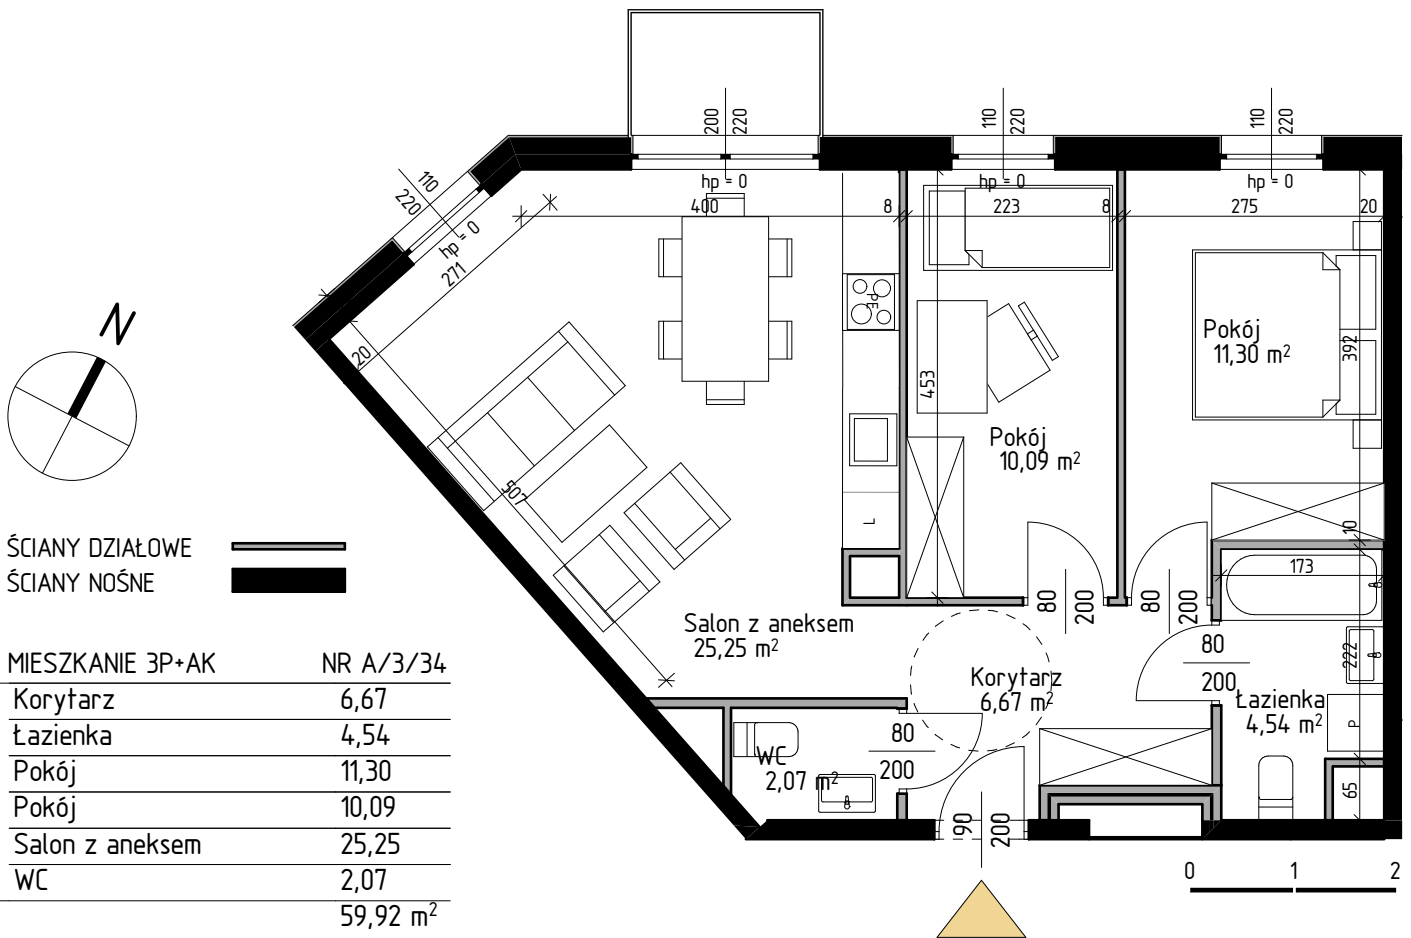 200
220
110
220
110
220
110
220
hp = 0
hp = 0
hp = 0
hp = 0
400
8
223
8
275
20
271
20
507
453
392
10
173
222
65
N
PE
L
P
Pokój
11,30 m²
Pokój
10,09 m²
Salon z aneksem
25,25 m²
Korytarz
6,67 m²
Łazienka
4,54 m²
WC
2,07 m²
80
200
80
200
80
200
80
200
90
200
ŚCIANY DZIAŁOWE
ŚCIANY NOŚNE
MIESZKANIE 3P+AK NR A/3/34
Korytarz 6,67
Łazienka 4,54
Pokój 11,30
Pokój 10,09
Salon z aneksem 25,25
WC 2,07
59,92 m²
0 1 2